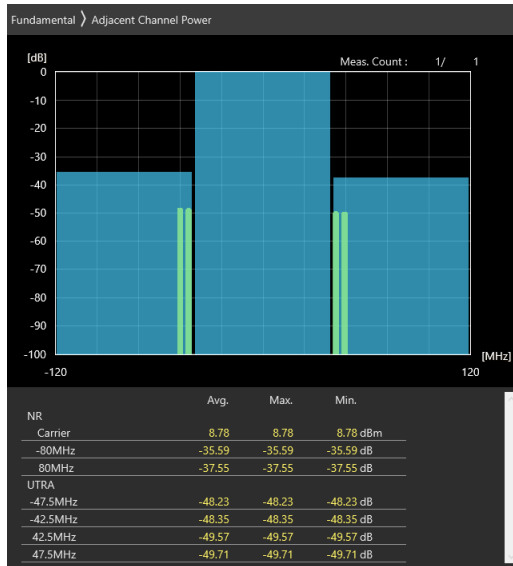 Fundamental 〉 Adjacent Channel Power
[dB]
Meas. Count : 1/ 1
0
-10
-20
-30
-40
-50
-60
-70
-80
-90
-100
[MHz]
-120 120
Avg. Max. Min.
NR
Carrier 8.78 8.78 8.78 dBm
-80MHz -35.59 -35.59 -35.59 dB
80MHz -37.55 -37.55 -37.55 dB
UTRA
-47.5MHz -48.23 -48.23 -48.23 dB
-42.5MHz -48.35 -48.35 -48.35 dB
42.5MHz -49.57 -49.57 -49.57 dB
47.5MHz -49.71 -49.71 -49.71 dB